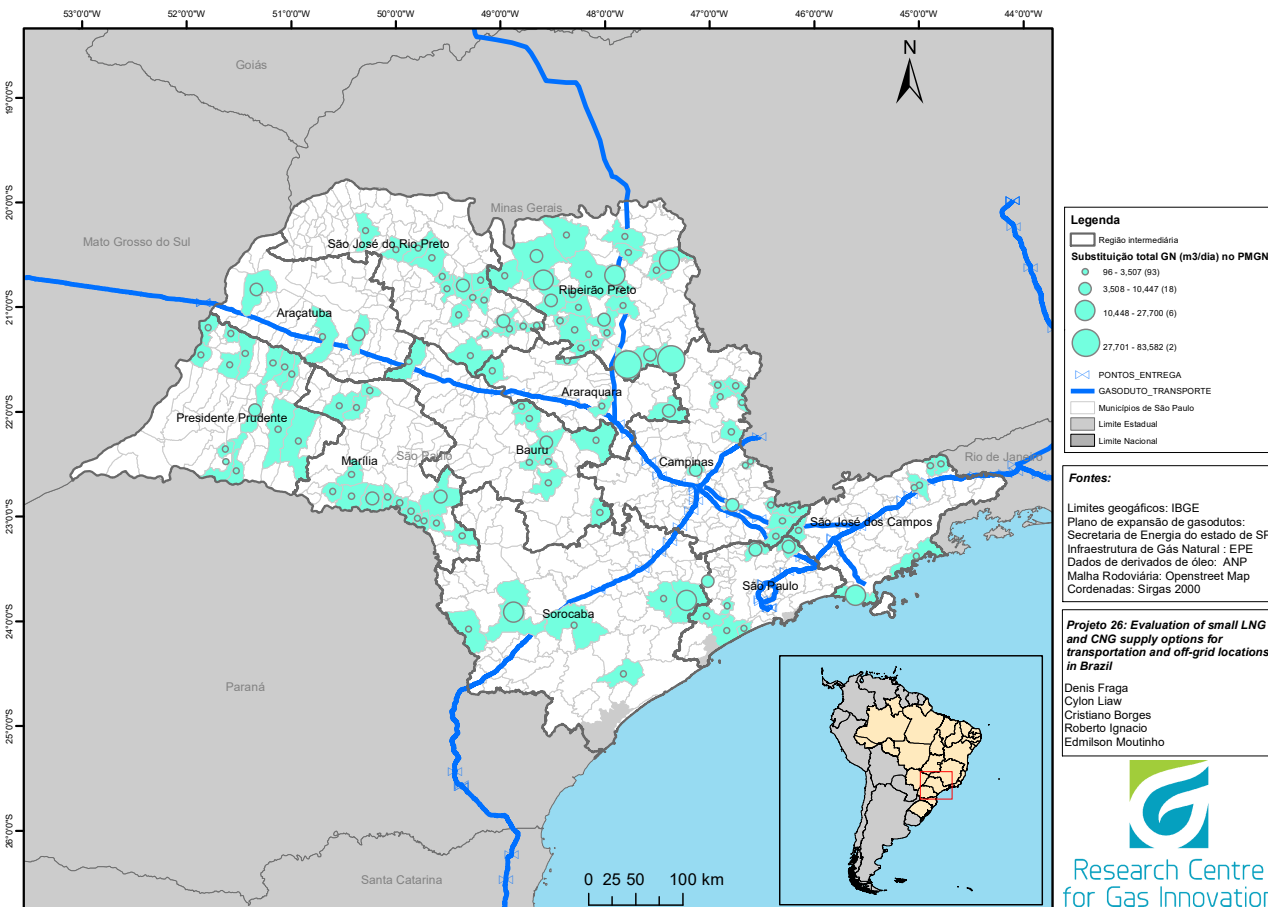 53°0'0"S 52°0'0"W 51°0'0"W 50°0'0"W 49°0'0"W 48°0'0"W 47°0'0"W 46°0'0"W 45°0'0"W 44°0'0"W
19°0'0"S
20°0'0"S
21°0'0"S
22°0'0"S
23°0'0"S
24°0'0"S
25°0'0"S
26°0'0"S
N
Goiás
Minas Gerais
Mato Grosso do Sul
São José do Rio Preto
Ribeirão Preto
Araçatuba
Araraquara
Presidente Prudente
Bauru
Marília
São Paulo
Campinas
Rio de Janeiro
São José dos Campos
São Paulo
Sorocaba
Paraná
Santa Catarina
0 25 50 100 km
Legenda
Região intermediária
Substituição total GN (m3/dia) no PMGN
96 - 3,507 (93)
3,508 - 10,447 (18)
10,448 - 27,700 (6)
27,701 - 83,582 (2)
PONTOS_ENTREGA
GASODUTO_TRANSPORTE
Municípios de São Paulo
Limite Estadual
Limite Nacional
Fontes:
Limites geográficos: IBGE
Plano de expansão de gasodutos:
Secretaria de Energia do estado de SP
Infraestrutura de Gás Natural : EPE
Dados de derivados de óleo: ANP
Malha Rodoviária: Openstreet Map
Cordenadas: Sirgas 2000
Projeto 26: Evaluation of small LNG
and CNG supply options for
transportation and off-grid locations
in Brazil
Denis Fraga
Cylon Liaw
Cristiano Borges
Roberto Ignacio
Edmilson Moutinho
Research Centre
for Gas Innovation